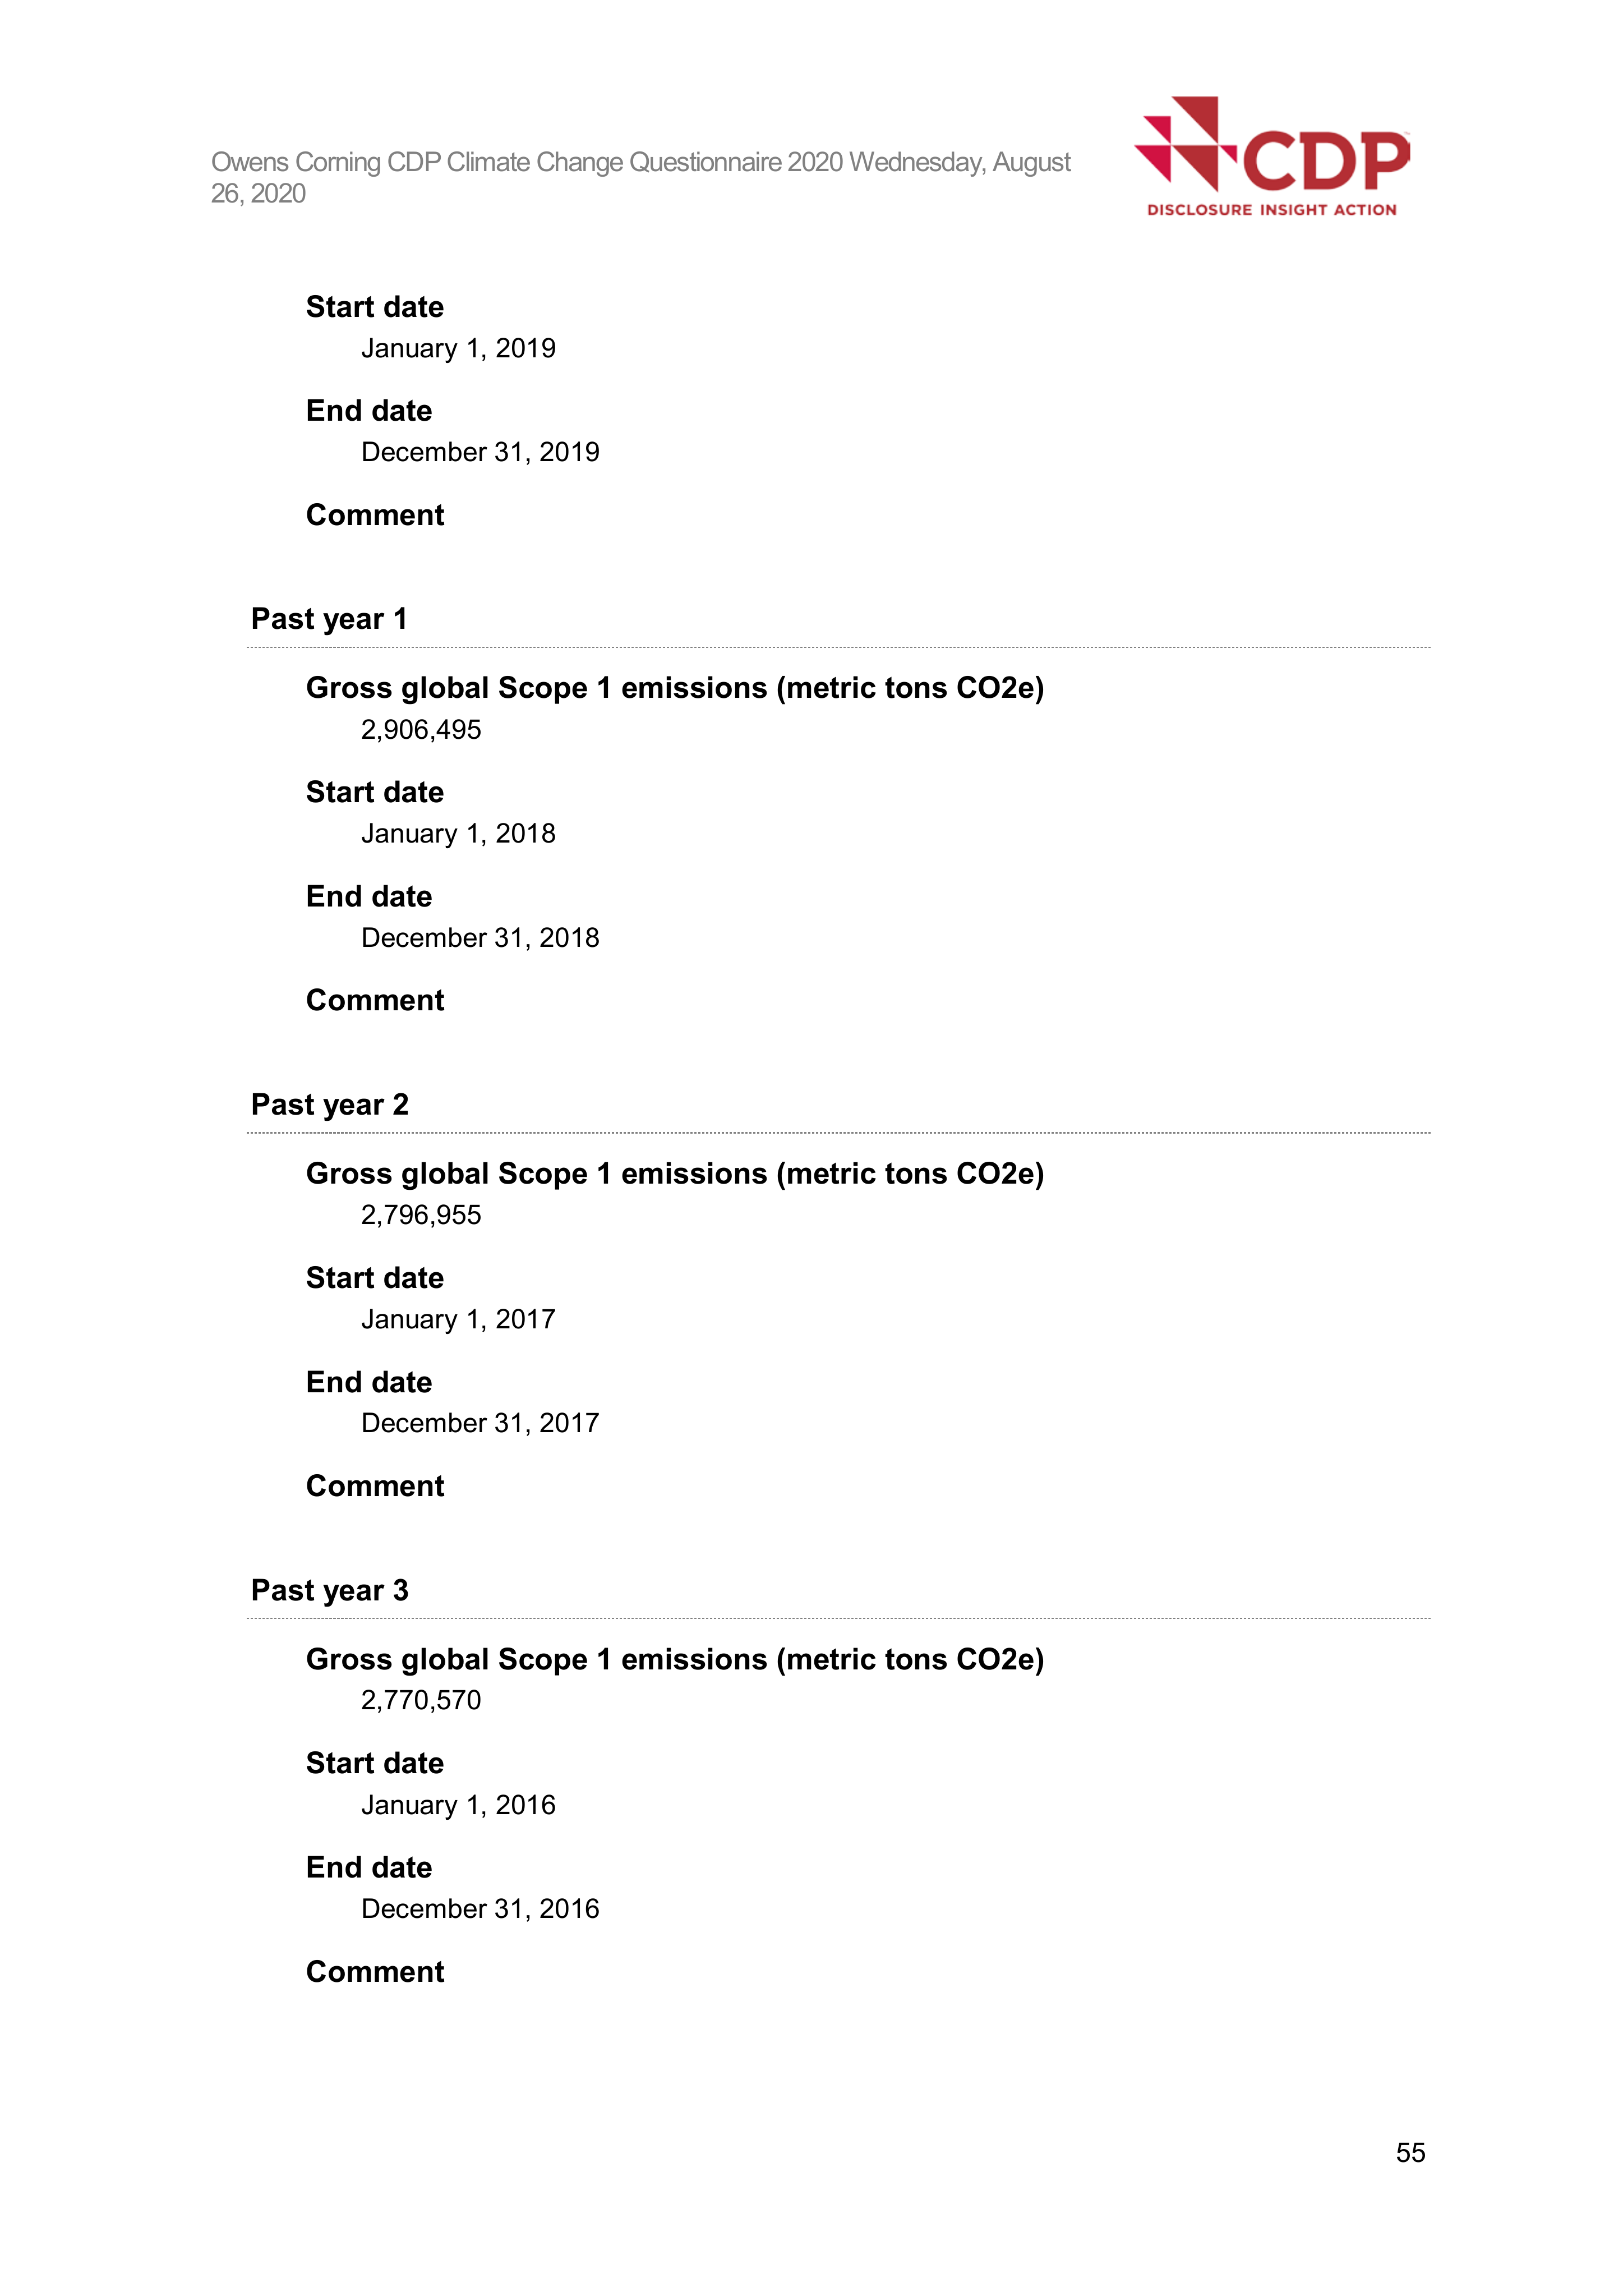 Owens Corning CDP Climate Change Questionnaire 2020 Wednesday, August
26, 2020
CDP
DISCLOSURE INSIGHT ACTION
Start date
January 1, 2019
End date
December 31, 2019
Comment
Past year 1
Gross global Scope 1 emissions (metric tons CO2e)
2,906,495
Start date
January 1, 2018
End date
December 31, 2018
Comment
Past year 2
Gross global Scope 1 emissions (metric tons CO2e)
2,796,955
Start date
January 1, 2017
End date
December 31, 2017
Comment
Past year 3
Gross global Scope 1 emissions (metric tons CO2e)
2,770,570
Start date
January 1, 2016
End date
December 31, 2016
Comment
55